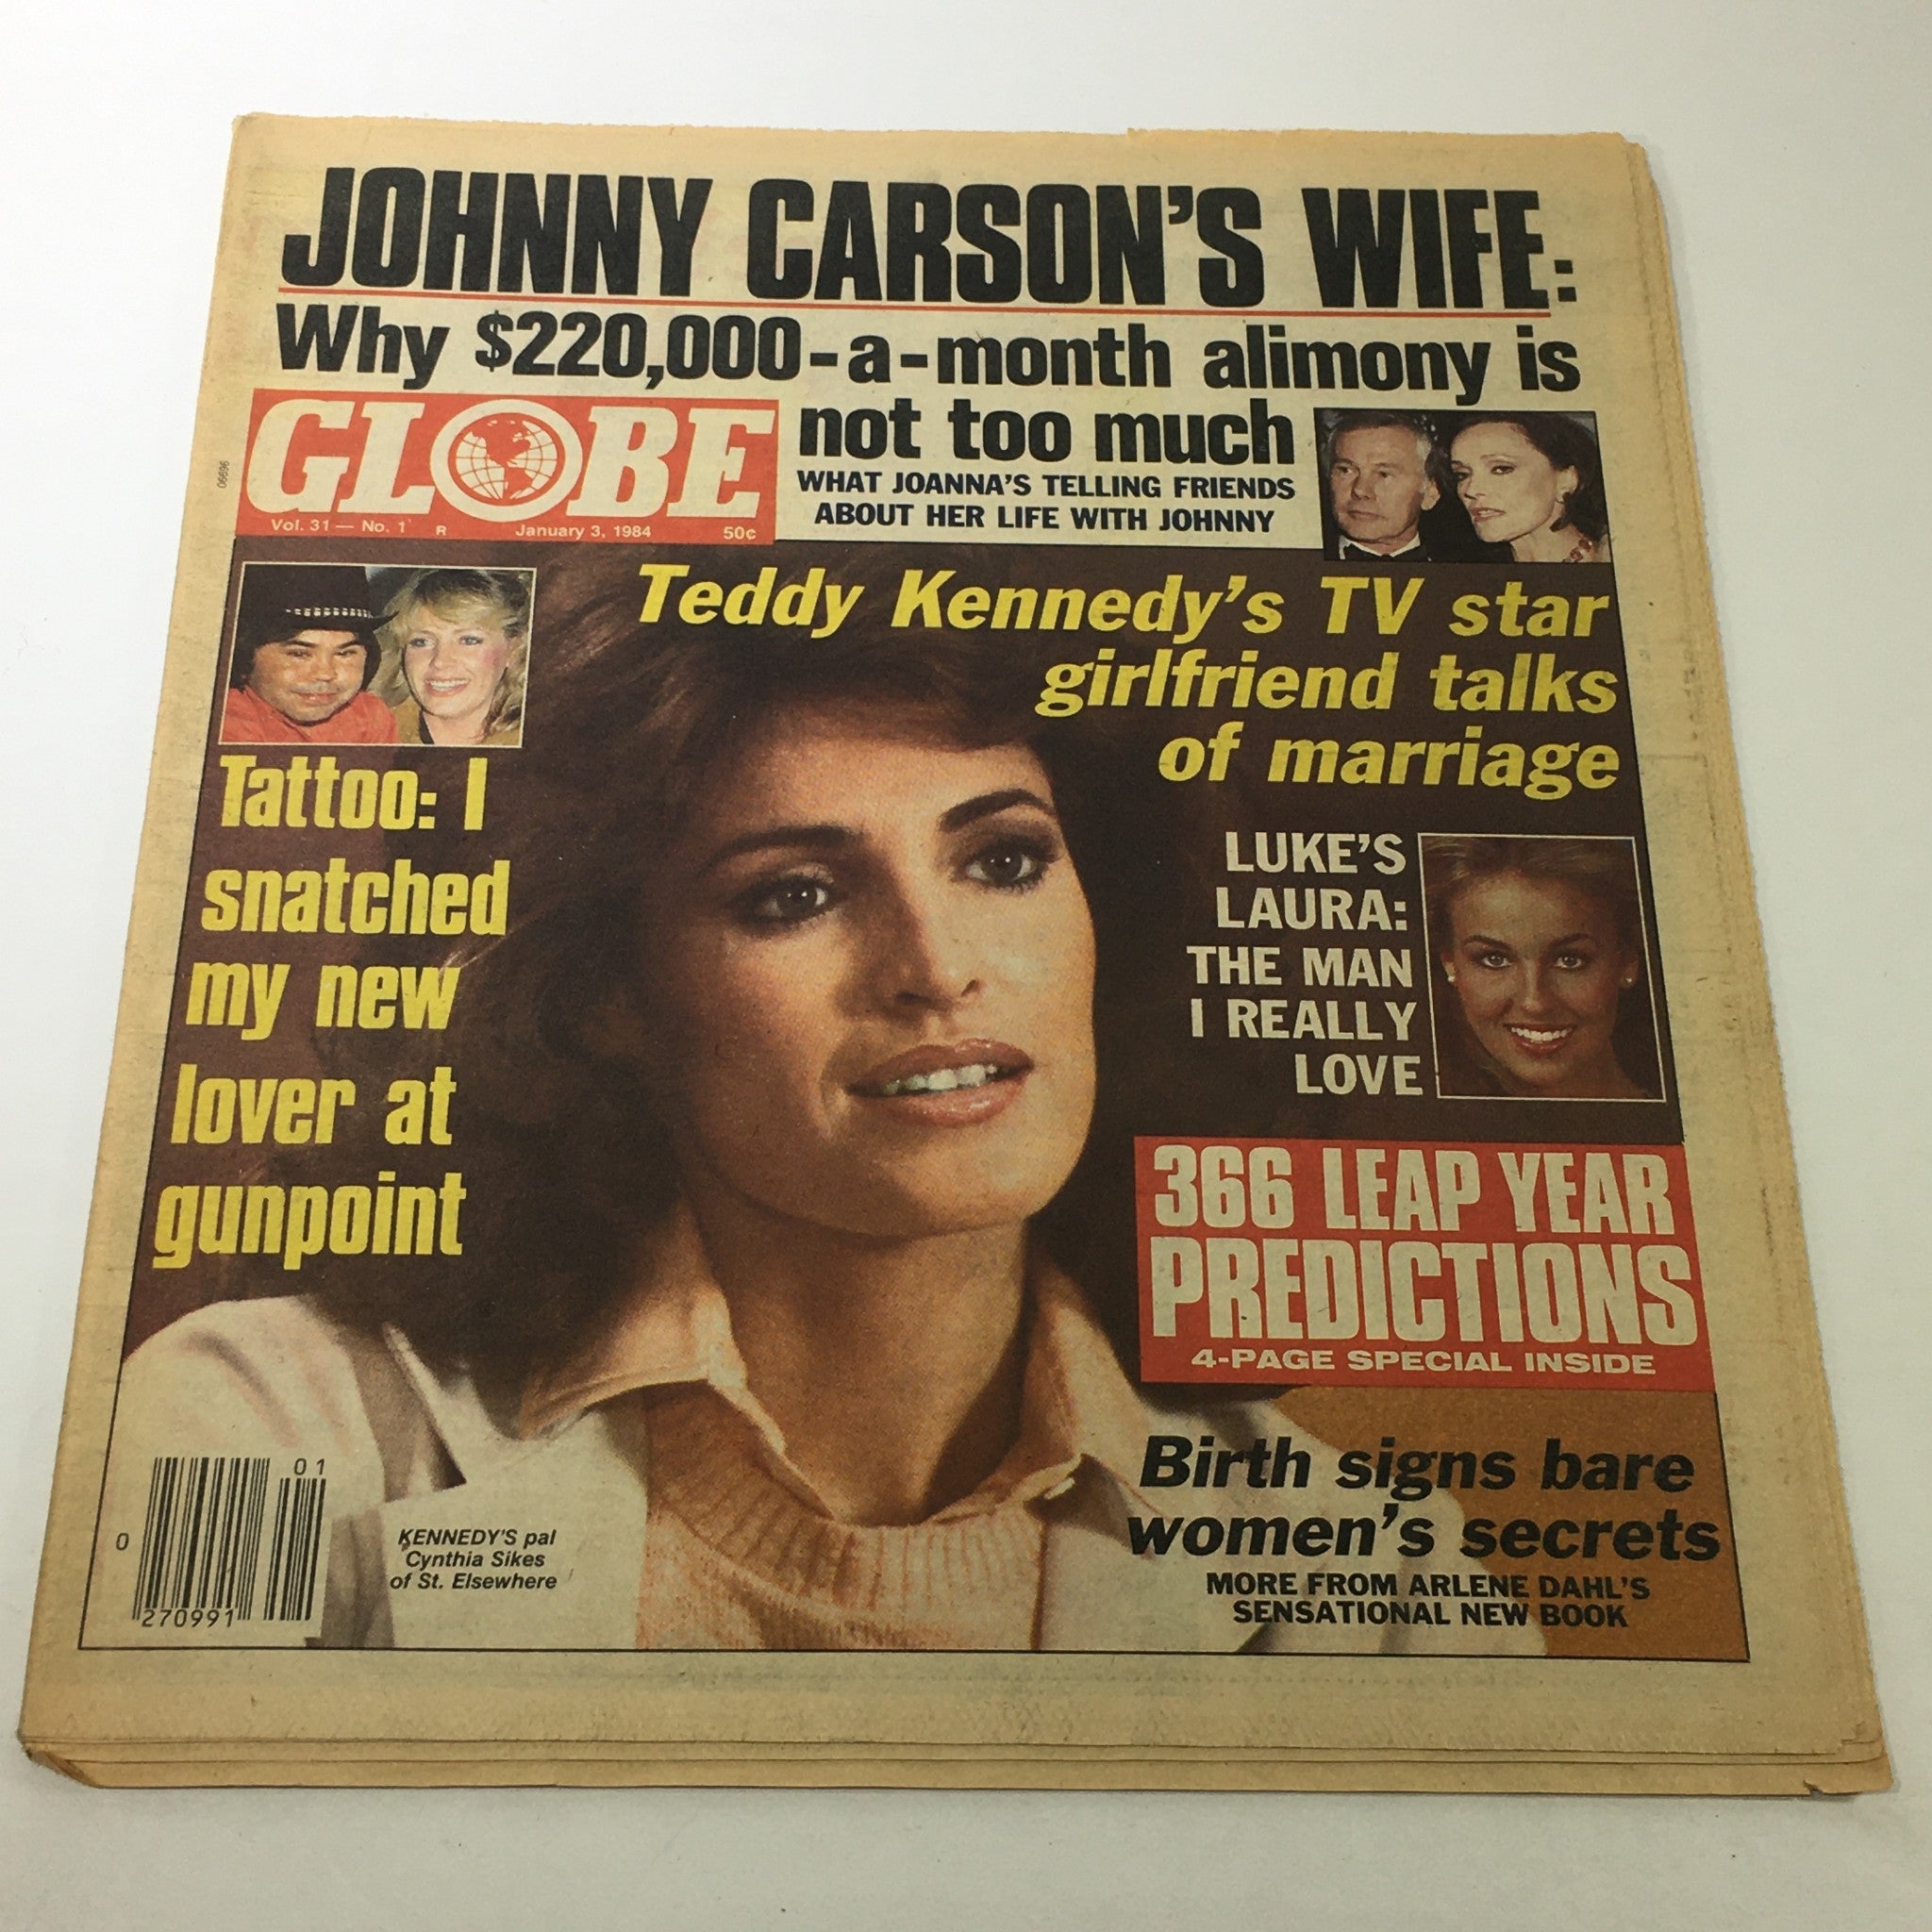 JOHNNY CARSON'S WIFE:
Why $220,000-a-month alimony is
not too much
WHAT JOANNA'S TELLING FRIENDS
ABOUT HER LIFE WITH JOHNNY
GLOBE
Vol. 31 — No. 1 R January 3, 1984 50¢
06696
Teddy Kennedy's TV star
girlfriend talks
of marriage
Tattoo: I
snatched
my new
lover at
gunpoint
LUKE'S
LAURA:
THE MAN
I REALLY
LOVE
366 LEAP YEAR
PREDICTIONS
4-PAGE SPECIAL INSIDE
Birth signs bare
women's secrets
MORE FROM ARLENE DAHL'S
SENSATIONAL NEW BOOK
KENNEDY'S pal
Cynthia Sikes
of St. Elsewhere
01
0
270991